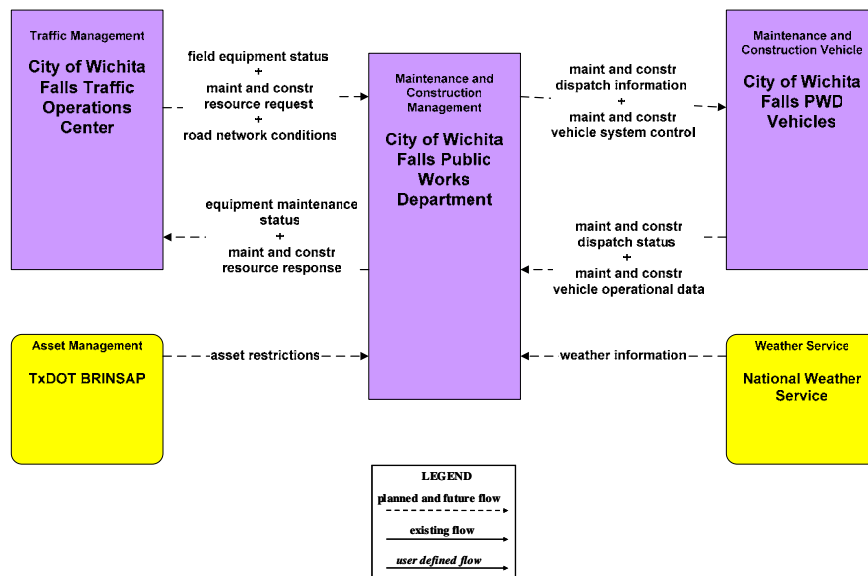 Traffic Management
City of Wichita
Falls Traffic
Operations
Center
field equipment status
+
maint and constr
resource request
+
road network conditions
equipment maintenance
status
+
maint and constr
resource response
Maintenance and
Construction
Management
City of Wichita
Falls Public
Works
Department
maint and constr
dispatch information
+
maint and constr
vehicle system control
maint and constr
dispatch status
+
maint and constr
vehicle operational data
Maintenance and
Construction Vehicle
City of Wichita
Falls PWD
Vehicles
Asset Management
TxDOT BRINSAP
asset restrictions
weather information
Weather Service
National Weather
Service
LEGEND
planned and future flow
existing flow
user defined flow